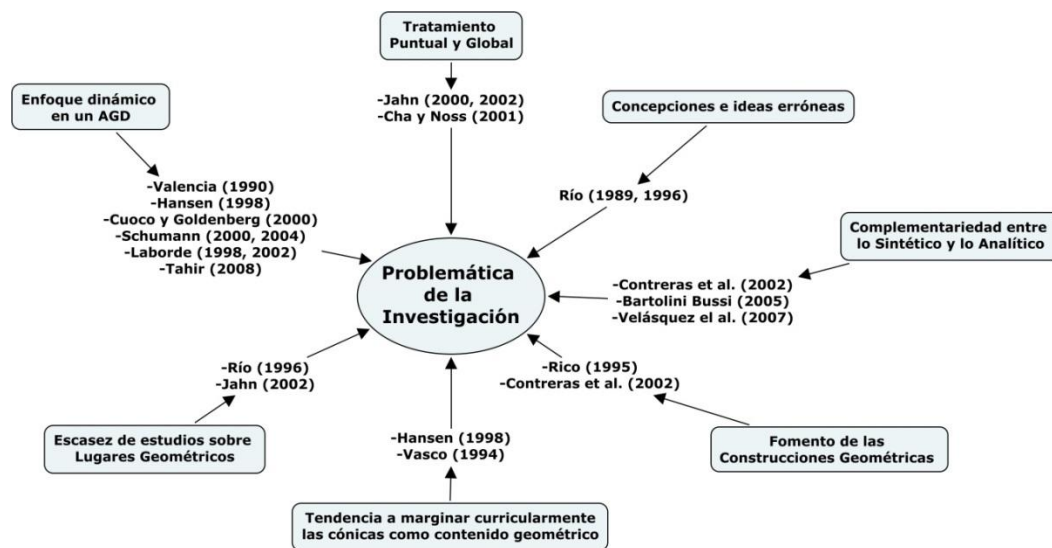 Tratamiento
Puntual y Global
-Jahn (2000, 2002)
-Cha y Noss (2001)
Enfoque dinámico
en un AGD
-Valencia (1990)
-Hansen (1998)
-Cuoco y Goldenberg (2000)
-Schumann (2000, 2004)
-Laborde (1998, 2002)
-Tahir (2008)
Concepciones e ideas erróneas
Río (1989, 1996)
Complementariedad entre
lo Sintético y lo Analítico
-Contreras et al. (2002)
-Bartolini Bussi (2005)
-Velásquez el al. (2007)
Problemática
de la
Investigación
-Río (1996)
-Jahn (2002)
Escasez de estudios sobre
Lugares Geométricos
-Hansen (1998)
-Vasco (1994)
Tendencia a marginar curricularmente
las cónicas como contenido geométrico
-Rico (1995)
-Contreras et al. (2002)
Fomento de las
Construcciones Geométricas